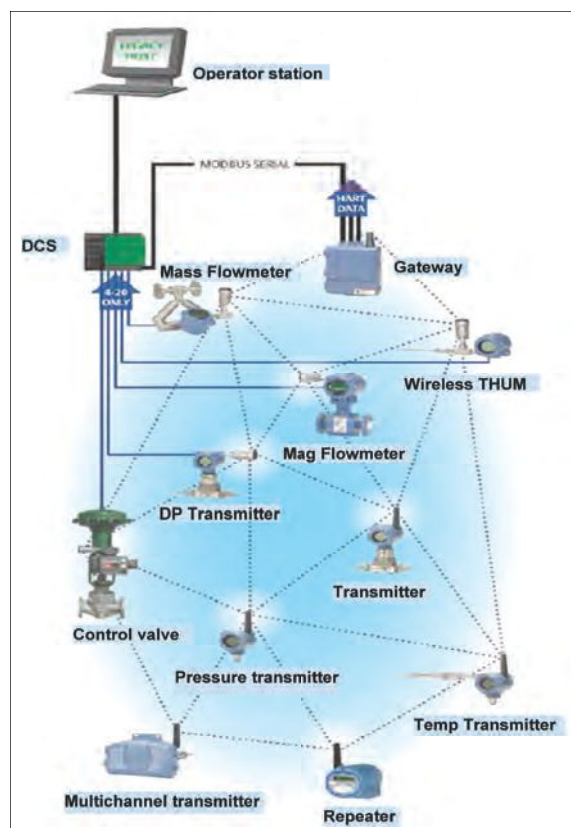 LEGACY
HOST
Operator station
MODBUS SERIAL
HART
DATA
DCS
Mass Flowmeter
Gateway
4-20
ONLY
Wireless THUM
Mag Flowmeter
DP Transmitter
Transmitter
Control valve
Pressure transmitter
Temp Transmitter
Multichannel transmitter
Repeater